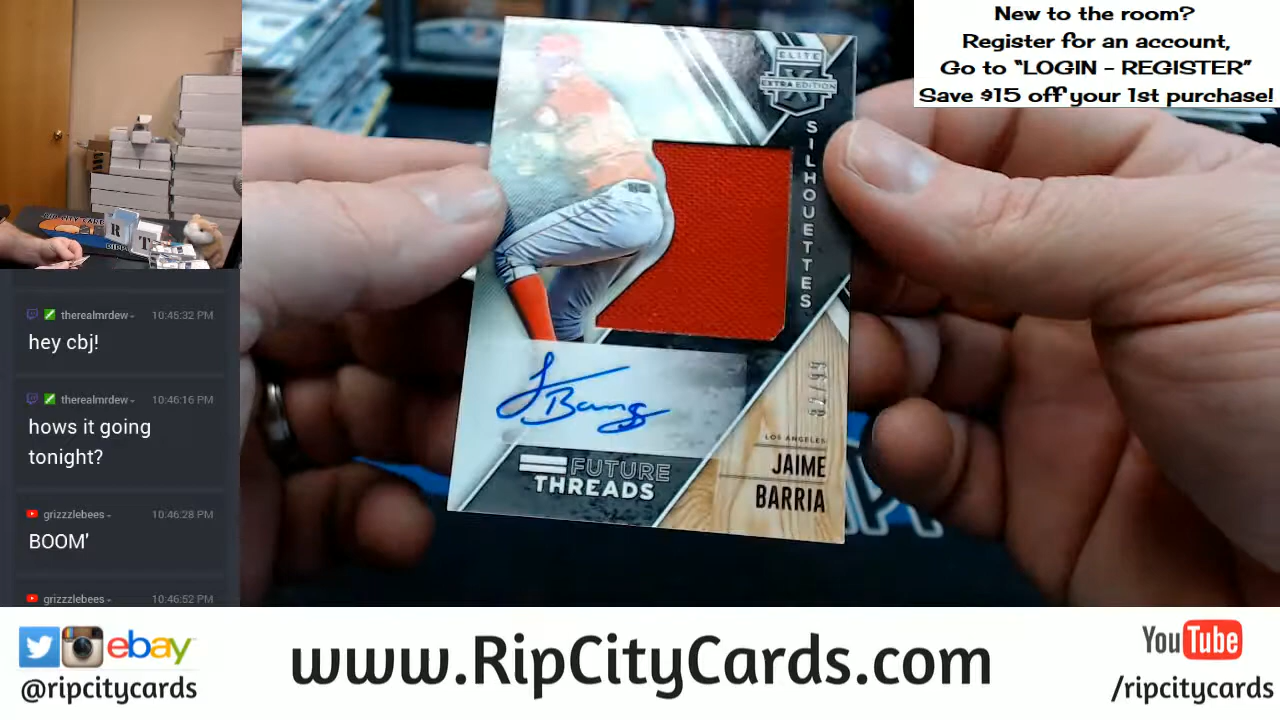 New to the room?
Register for an account,
Go to “LOGIN - REGISTER”
Save $15 off your 1st purchase!
therealmrdew 10:45:32 PM
hey cbj!
therealmrdew 10:46:16 PM
hows it going
tonight?
grizzzlebees 10:46:28 PM
BOOM'
grizzzlebees 10:46:52 PM
R T
ELITE
X
EXTRA EDITION
SILHOUETTES
FUTURE
THREADS
LOS ANGELES
JAIME
BARRIA
ebay
@ripcitycards
www.RipCityCards.com
YouTube
/ripcitycards